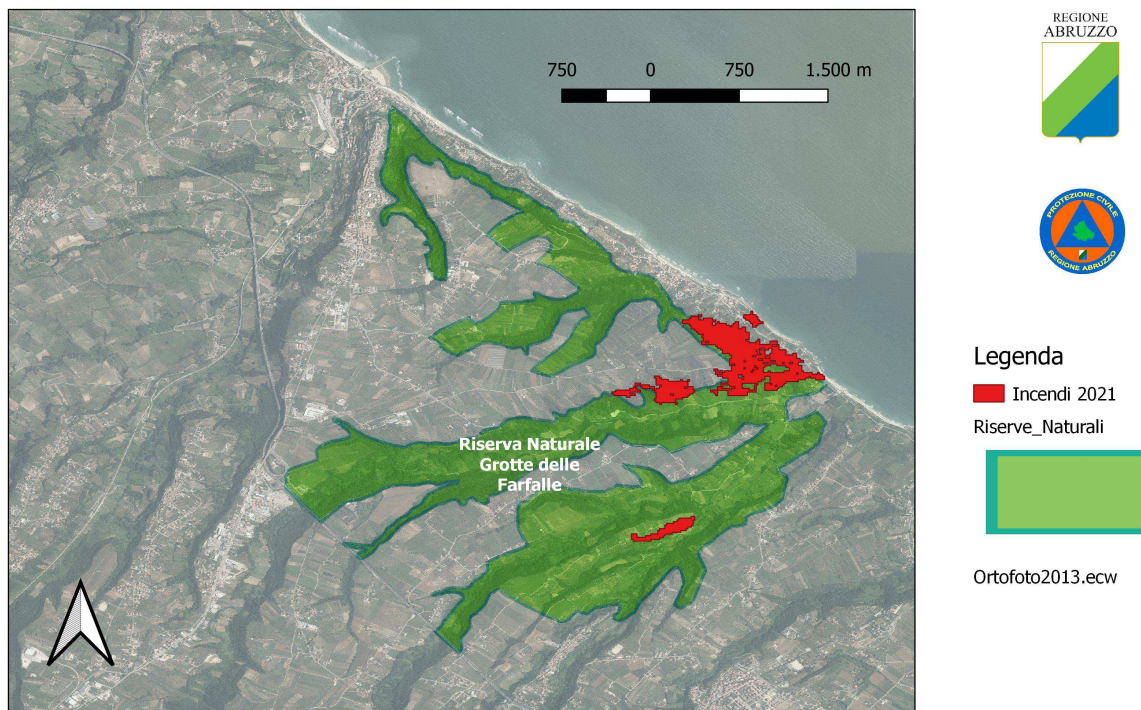 750 0 750 1.500 m
Riserva Naturale
Grotte delle
Farfalle
REGIONE
ABRUZZO
PROTEZIONE CIVILE
REGIONE ABRUZZO
Legenda
Incendi 2021
Riserve_Naturali
Ortofoto2013.ecw